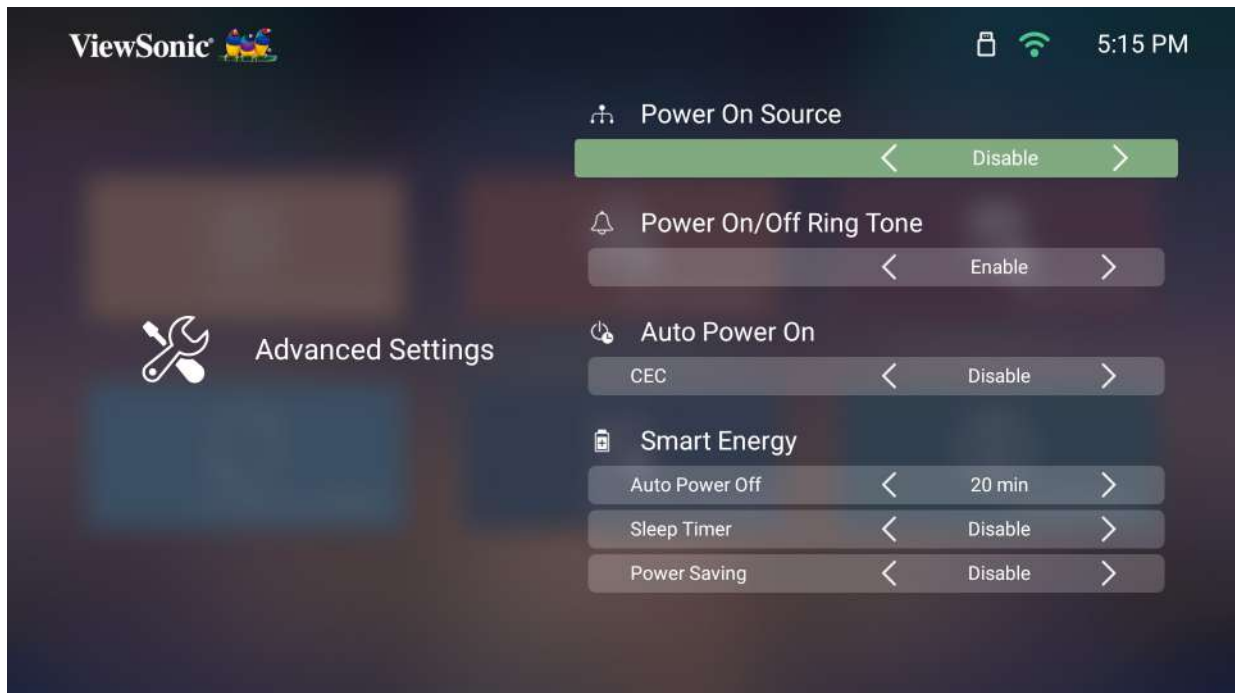 ViewSonic 5:15 PM
Power On Source
Disable
Power On/Off Ring Tone
Enable
Advanced Settings
Auto Power On
CEC Disable
Smart Energy
Auto Power Off 20 min
Sleep Timer Disable
Power Saving Disable